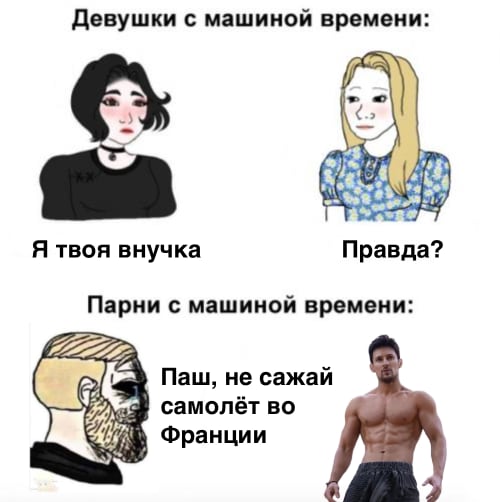 Девушки с машиной времени:
Я твоя внучка
Правда?
Парни с машиной времени:
Паш, не сажай
самолёт во
Франции